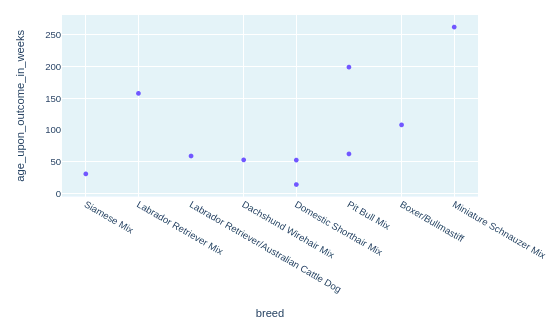 age_upon_outcome_in_weeks
250
200
150
100
50
0
Siamese Mix
Labrador Retriever Mix
Labrador Retriever/Australian Cattle Dog
Dachshund Wirehair Mix
Domestic Shorthair Mix
Pit Bull Mix
Boxer/Bullmastiff
Miniature Schnauzer Mix
breed